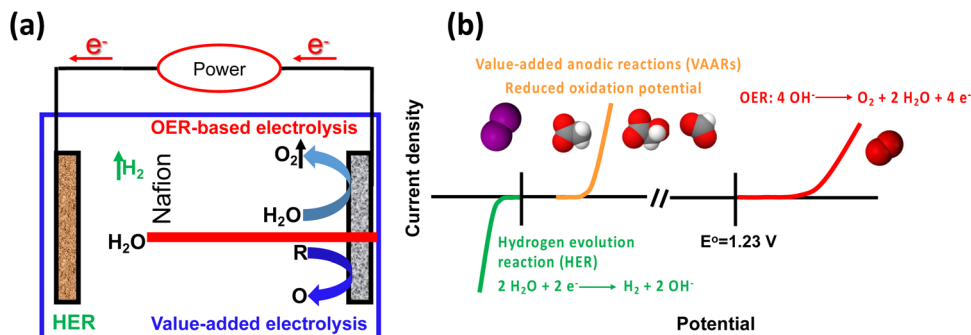 (a)
e⁻
e⁻
Power
OER-based electrolysis
O₂
H₂
Nafion
H₂O
H₂O
R
O
HER
Value-added electrolysis
(b)
Value-added anodic reactions (VAARs)
Reduced oxidation potential
OER: 4 OH⁻ → O₂ + 2 H₂O + 4 e⁻
Current density
//
E°=1.23 V
Hydrogen evolution
reaction (HER)
2 H₂O + 2 e⁻ → H₂ + 2 OH⁻
Potential